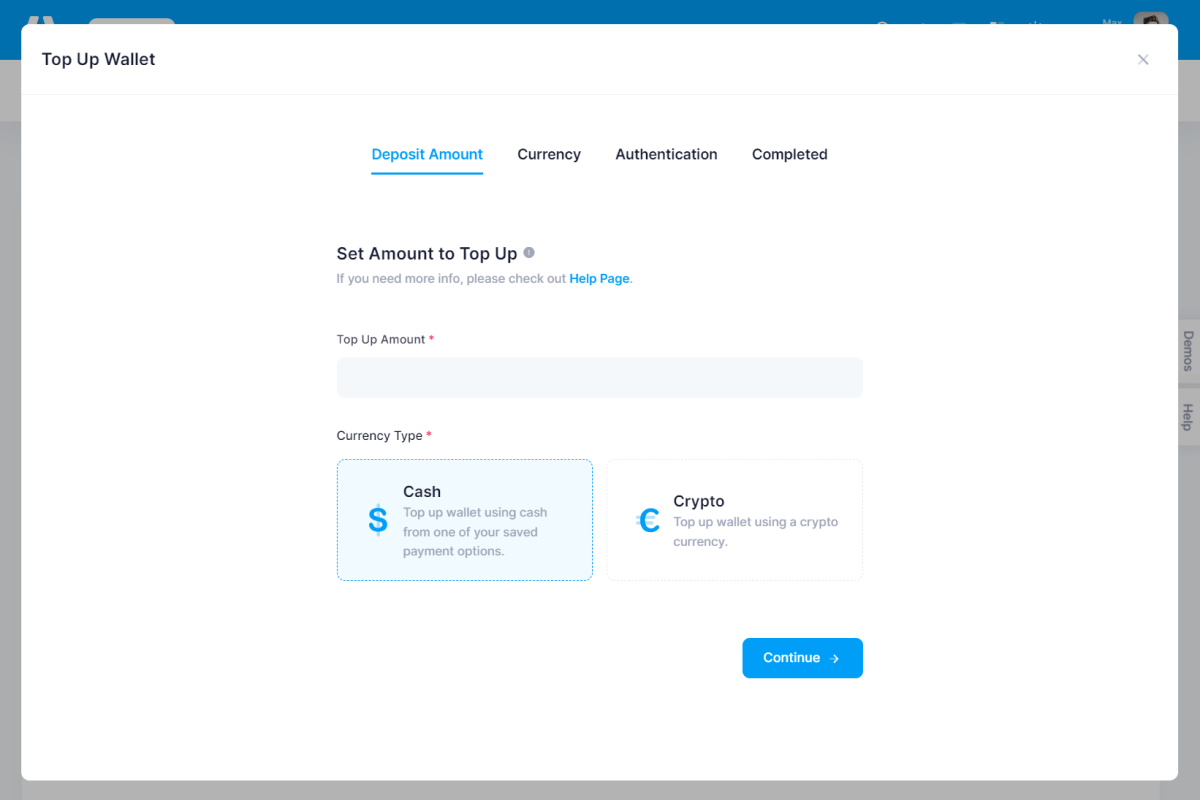 Max
Top Up Wallet
Deposit Amount Currency Authentication Completed
Set Amount to Top Up
If you need more info, please check out Help Page.
Top Up Amount *
Currency Type *
Cash
Top up wallet using cash
from one of your saved
payment options.
Crypto
Top up wallet using a crypto
currency.
Continue
Demos
Help